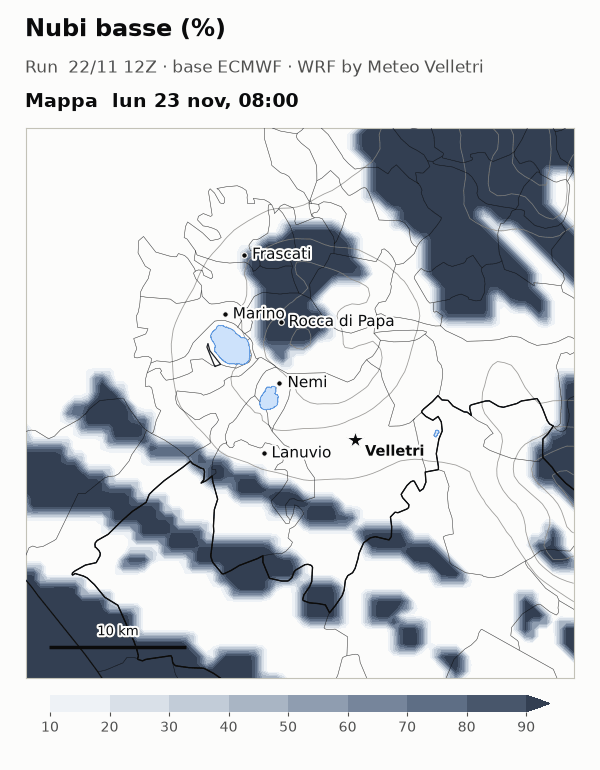 Nubi basse (%)
Run  22/11 12Z · base ECMWF · WRF by Meteo Velletri
Mappa  lun 23 nov, 08:00
Frascati
Marino
Rocca di Papa
Nemi
Lanuvio
Velletri
10 km
10 20 30 40 50 60 70 80 90